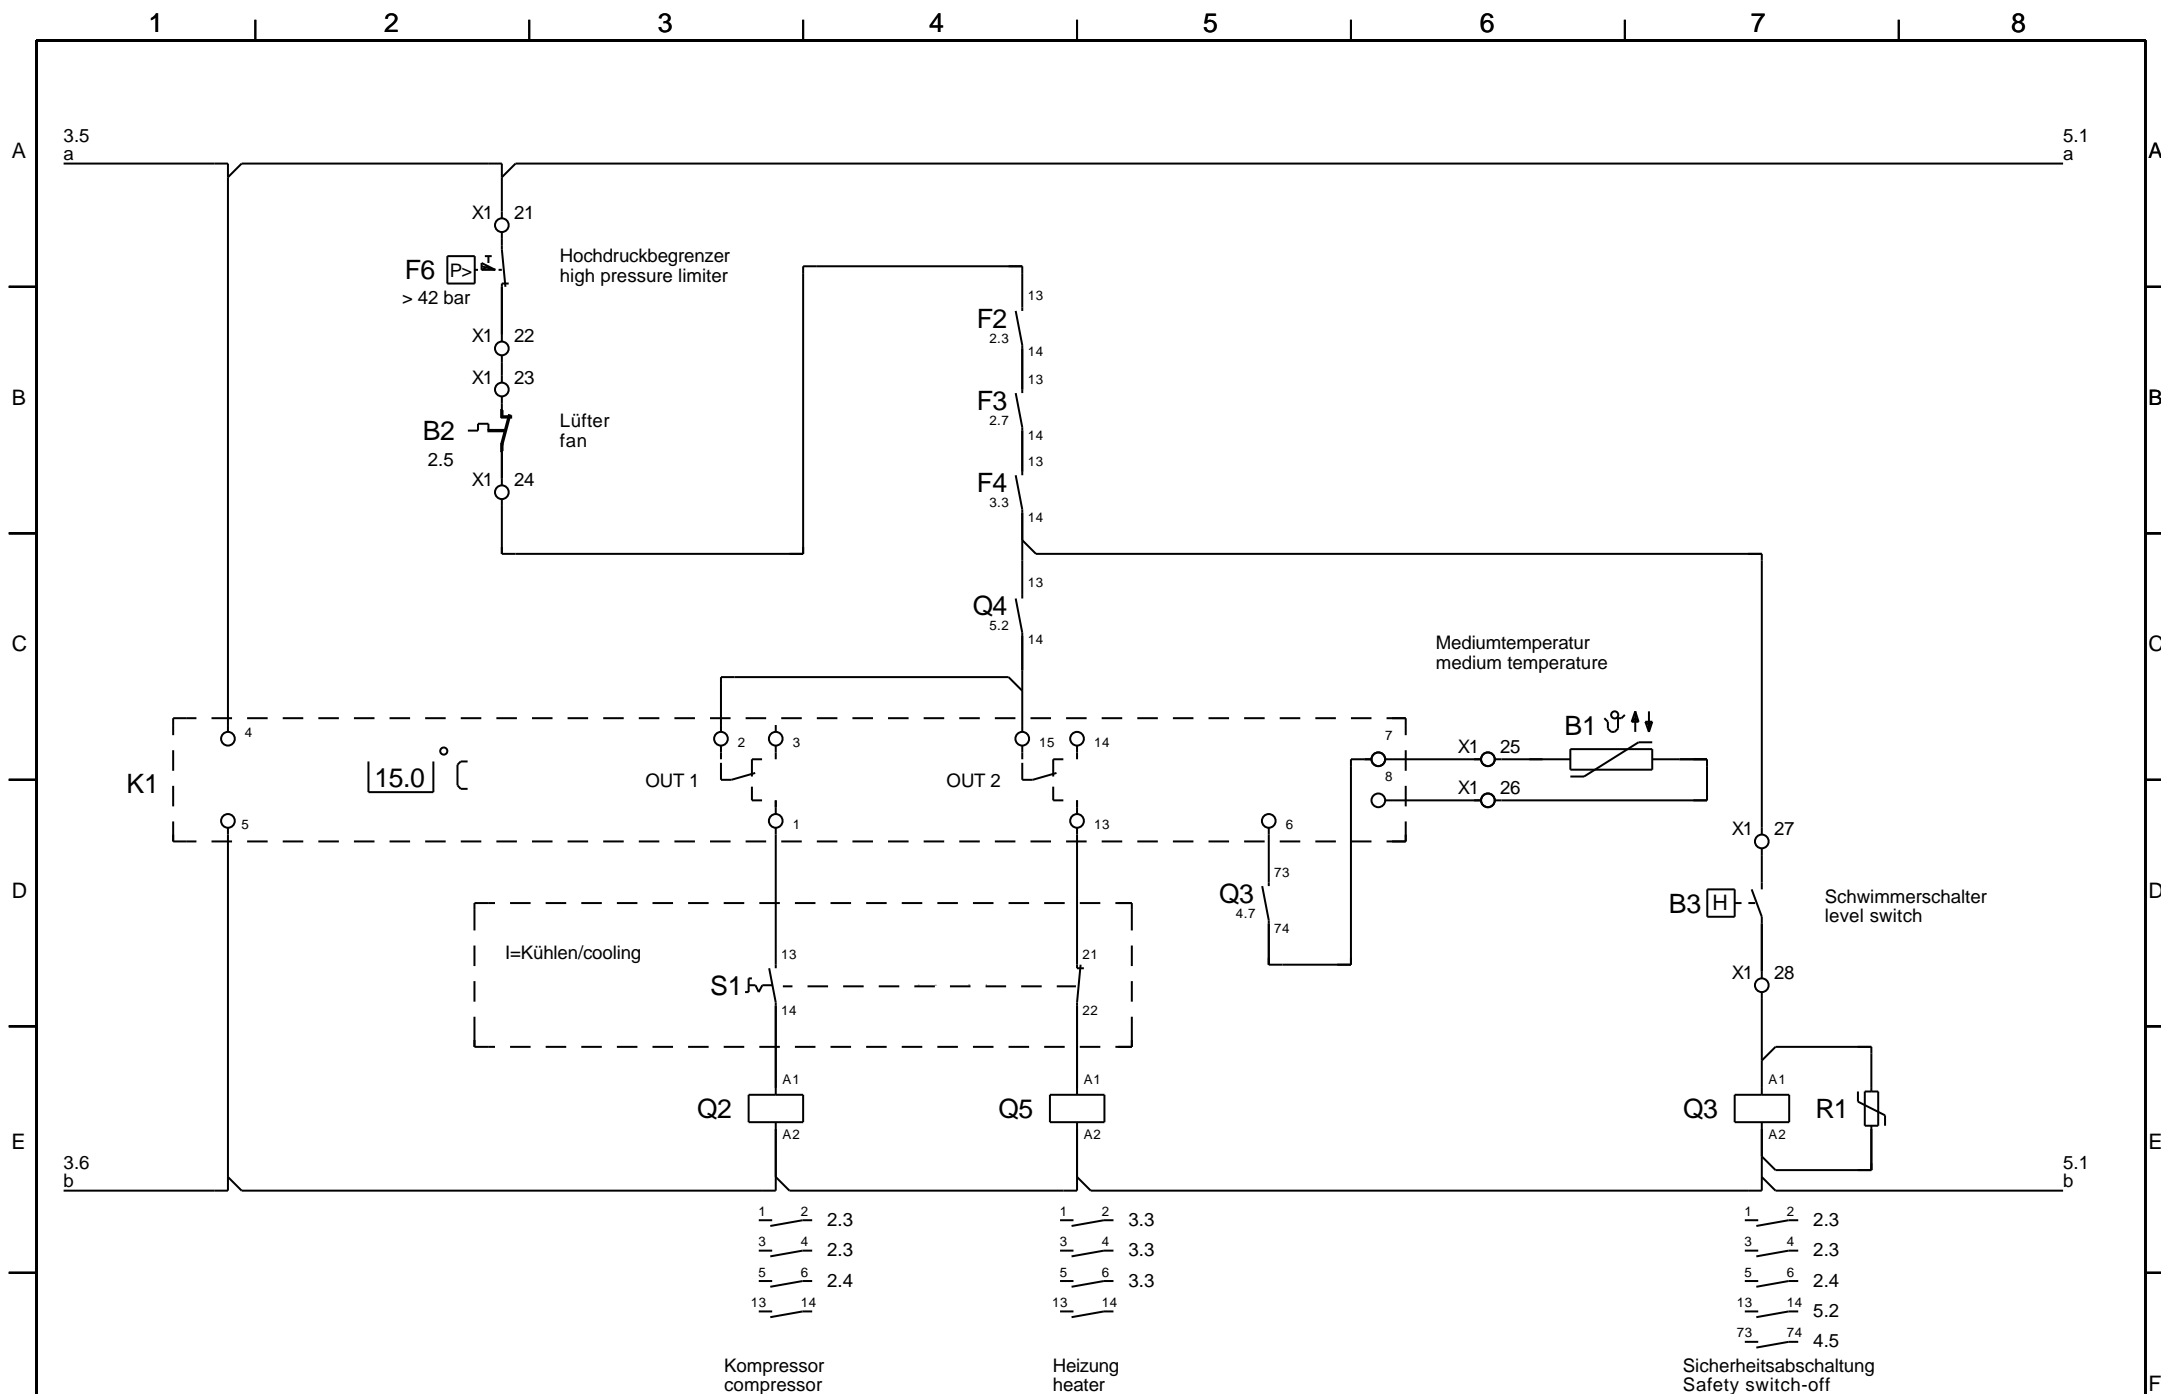 1 2 3 4 5 6 7 8
3.5
5.1
A
a
a
A
X1 21
F6 P> T
Hochdruckbegrenzer
high pressure limiter
> 42 bar
13
F2
2.3
14
X1 22
X1 23
13
B
F3
B
2.7
B2
Lüfter
fan
14
2.5
13
X1 24
F4
3.3
14
13
Q4
5.2
14
C
Mediumtemperatur
medium temperature
C
B1 ϑ
4
2
3
15
14
7
X1 25
K1
15.0 °C
OUT 1
OUT 2
8
X1 26
5
1
13
6
X1 27
73
D
Q3
4.7
B3 H
Schwimmerschalter
level switch
D
74
I=Kühlen/cooling
13
21
S1
X1 28
14
22
A1
A1
A1
Q2
Q5
Q3
R1
A2
A2
A2
E
E
3.6
5.1
b
b
1 2 2.3
1 2 3.3
1 2 2.3
3 4 2.3
3 4 3.3
3 4 2.3
5 6 2.4
5 6 3.3
5 6 2.4
13 14
13 14
13 14 5.2
73 74 4.5
Kompressor
compressor
Heizung
heater
Sicherheitsabschaltung
Safety switch-off
F